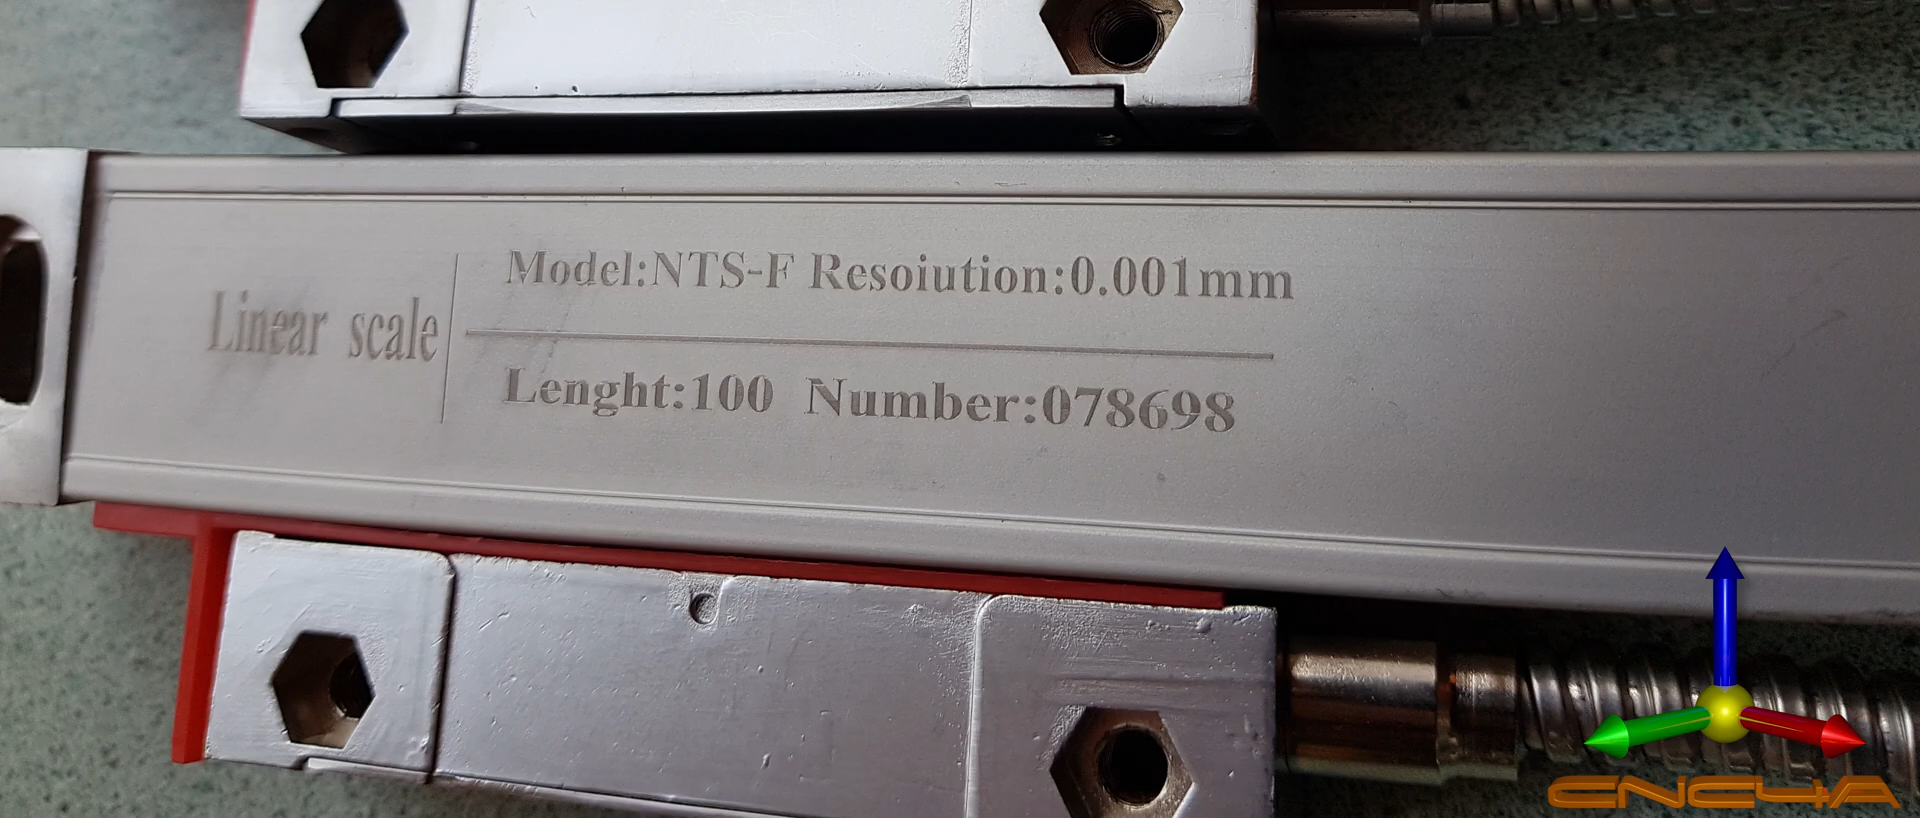 Linear scale
Model:NTS-F Resoiution:0.001mm
Lenght:100 Number:078698
CNC4A